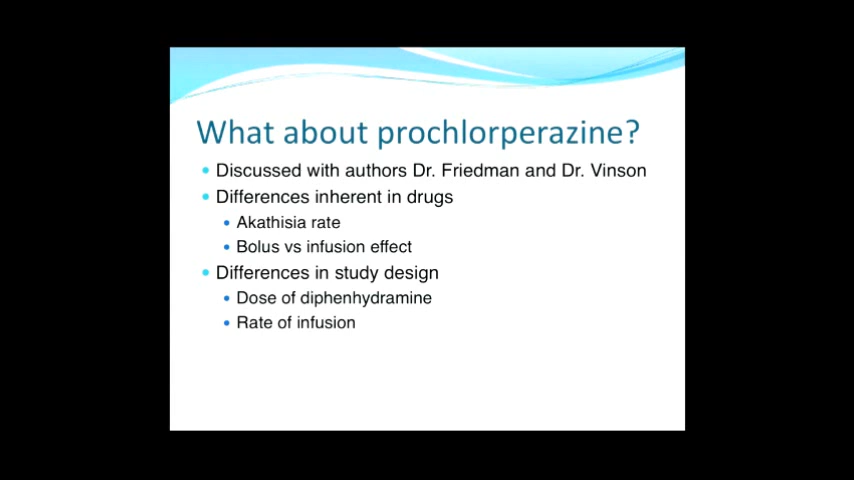 What about prochlorperazine?
• Discussed with authors Dr. Friedman and Dr. Vinson
• Differences inherent in drugs
• Akathisia rate
• Bolus vs infusion effect
• Differences in study design
• Dose of diphenhydramine
• Rate of infusion